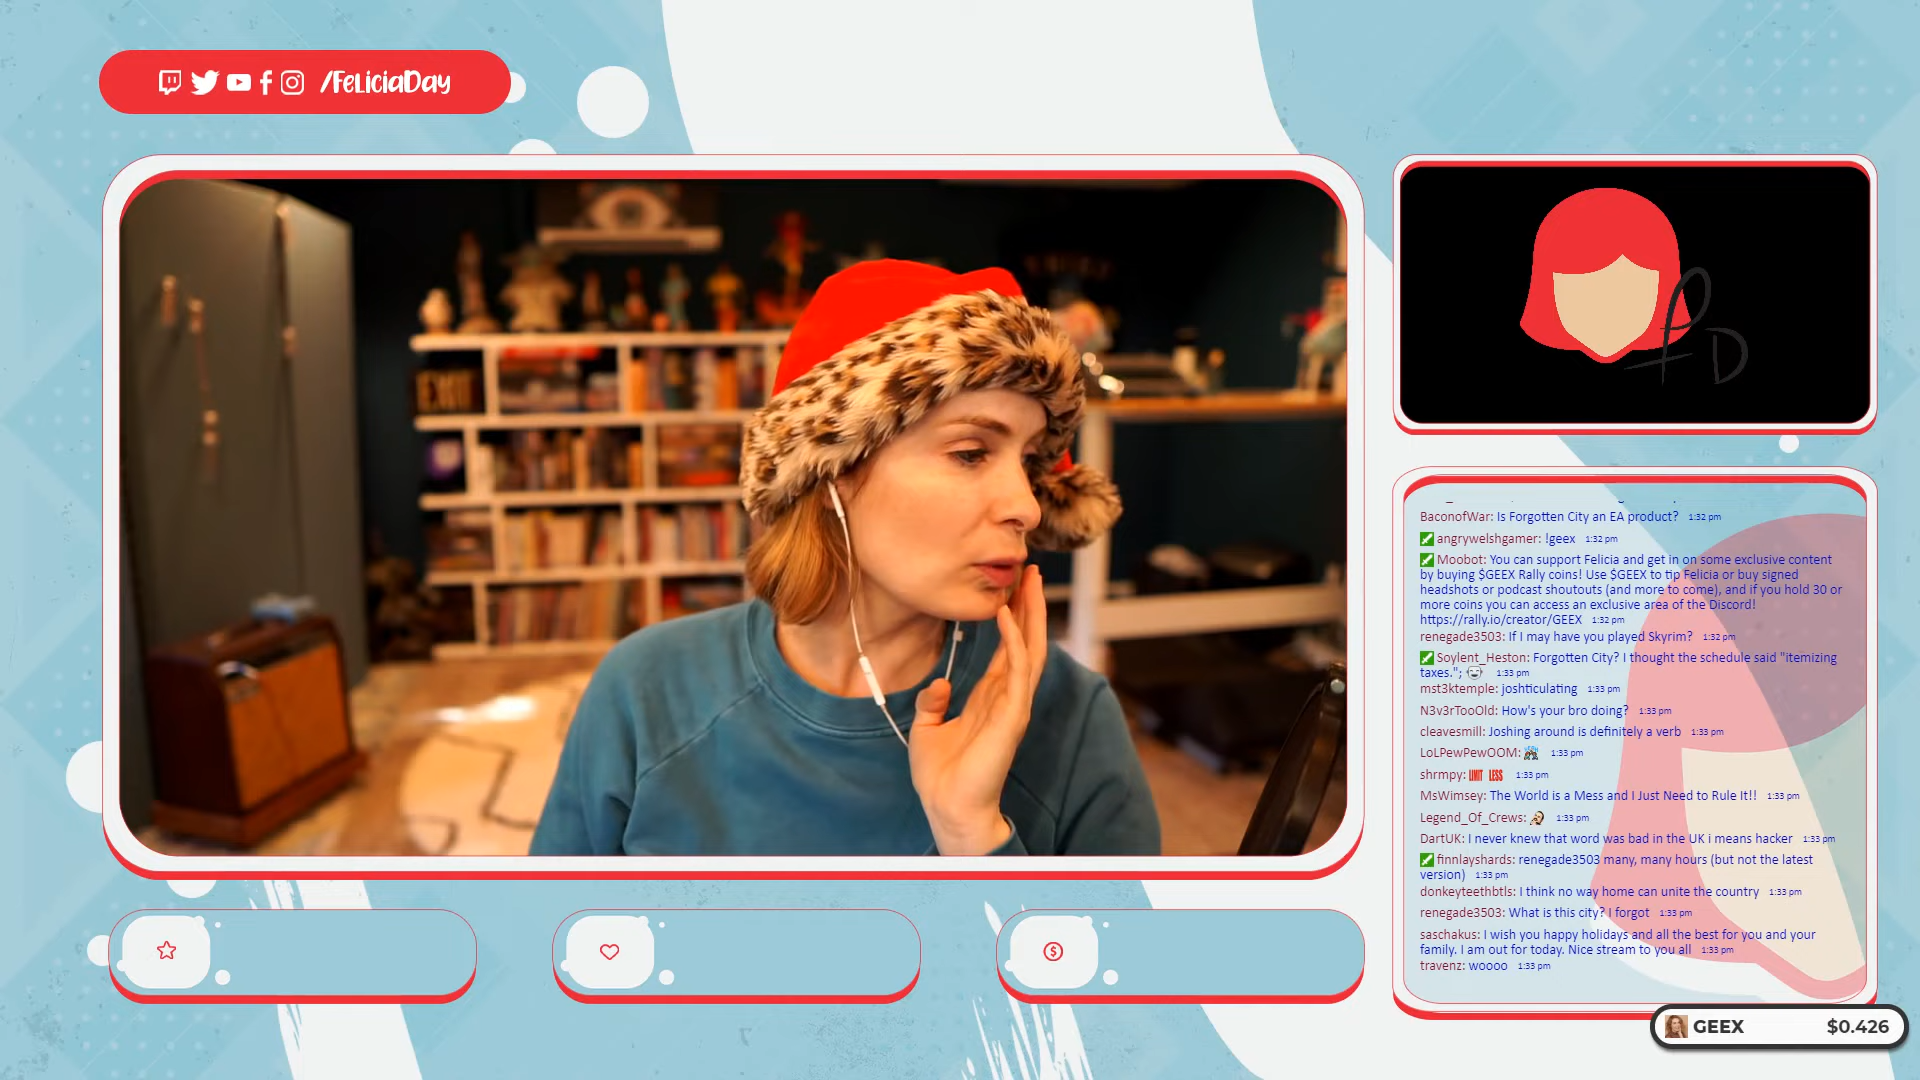 /FeliciaDay
EXIT
FD
BaconofWar: Is Forgotten City an EA product? 1:32 pm
angrywelshgamer: !geex 1:32 pm
Moobot: You can support Felicia and get in on some exclusive content
by buying $GEEX Rally coins! Use $GEEX to tip Felicia or buy signed
headshots or podcast shoutouts (and more to come), and if you hold 30 or
more coins you can access an exclusive area of the Discord!
https://rally.io/creator/GEEX 1:32 pm
renegade3503: If I may have you played Skyrim? 1:32 pm
Soylent_Heston: Forgotten City? I thought the schedule said "itemizing
taxes."; 1:33 pm
mst3ktemple: joshticulating 1:33 pm
N3v3rTooOld: How's your bro doing? 1:33 pm
cleavesmill: Joshing around is definitely a verb 1:33 pm
LoLPewPewOOM: 1:33 pm
shrmpy: LIMIT LESS 1:33 pm
MsWimsey: The World is a Mess and I Just Need to Rule It!! 1:33 pm
Legend_Of_Crews: 1:33 pm
DartUK: I never knew that word was bad in the UK i means hacker 1:33 pm
finnlayshards: renegade3503 many, many hours (but not the latest
version) 1:33 pm
donkeyteethbtls: I think no way home can unite the country 1:33 pm
renegade3503: What is this city? I forgot 1:33 pm
saschakus: I wish you happy holidays and all the best for you and your
family. I am out for today. Nice stream to you all 1:33 pm
travenz: woooo 1:33 pm
GEEX $0.426